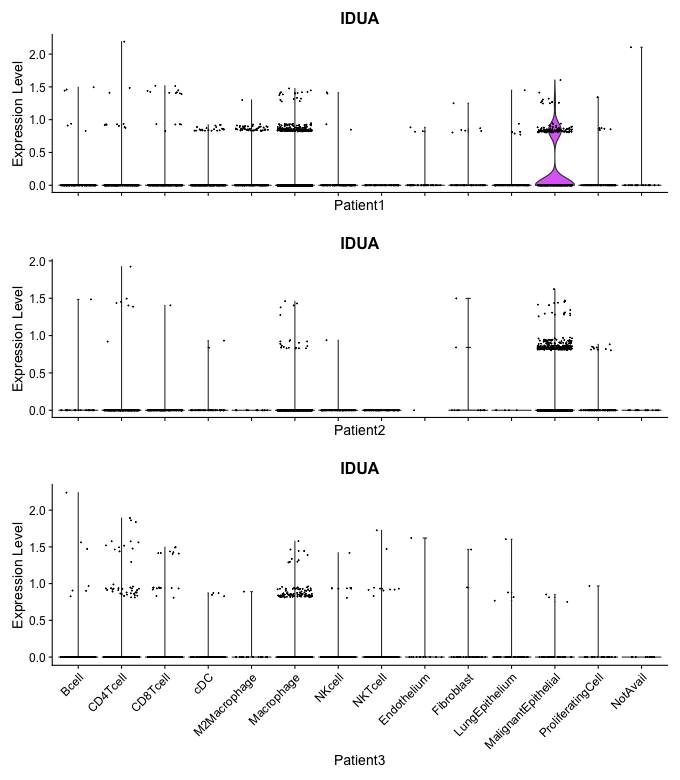 IDUA
Expression Level
2.0
1.5
1.0
0.5
0.0
Patient1
IDUA
Expression Level
2.0
1.5
1.0
0.5
0.0
Patient2
IDUA
Expression Level
2.0
1.5
1.0
0.5
0.0
Bcell
CD4Tcell
CD8Tcell
cDC
M2Macrophage
Macrophage
NKcell
NKTcell
Endothelium
Fibroblast
LungEpithelium
MalignantEpithelial
ProliferatingCell
NotAvail
Patient3